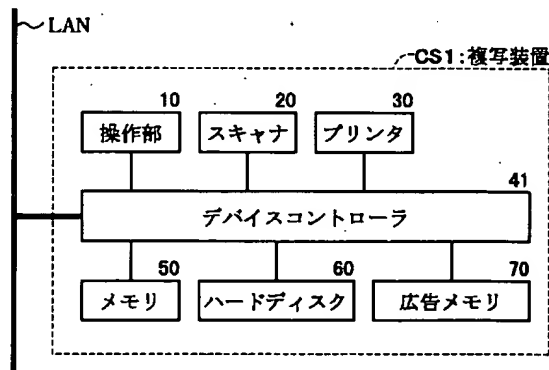 LAN
CS1:複写装置
10 20 30
操作部 スキャナ プリンタ
41
デバイスコントローラ
50 60 70
メモリ ハードディスク 広告メモリ